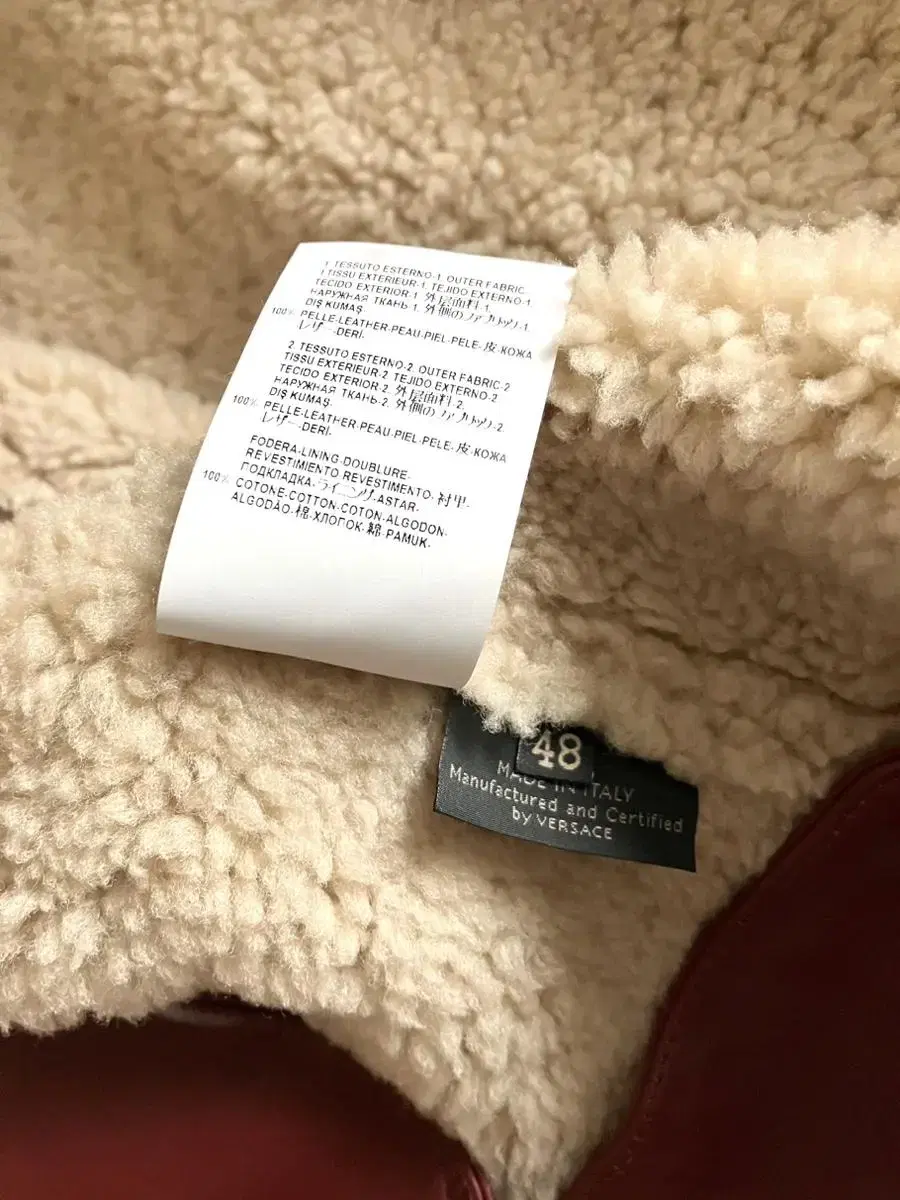 1. TESSUTO ESTERNO-1. OUTER FABRIC-
1.TISSU EXTERIEUR-1. TEJIDO EXTERNO-1.
TECIDO EXTERIOR-1. 外层面料-1.
НАРУЖНАЯ ТКАНЬ-1. 外側のファブリック-1.
DIŞ KUMAŞ
100% PELLE-LEATHER-PEAU-PIEL-PELE- 皮-КОЖА
レザー-DERİ-
2. TESSUTO ESTERNO-2. OUTER FABRIC-2
TISSU EXTERIEUR-2. TEJIDO EXTERNO-2
TECIDO EXTERIOR-2. 外层面料 2.
НАРУЖНАЯ ТКАНЬ-2. 外側のファブリック-2.
DIŞ KUMAŞ.
100% PELLE-LEATHER-PEAU-PIEL-PELE- 皮-КОЖА
レザー-DERI-
FODERA-LINING-DOUBLURE.
REVESTIMIENTO REVESTIMENTO- 衬里-
ПОДКЛАДКА-ライニング-ASTAR-
100% COTONE-COTTON-COTON-ALGODON-
ALGODÃO-棉-ХЛОПОК-綿-PAMUK-
48
MADE IN ITALY
Manufactured and Certified
by VERSACE